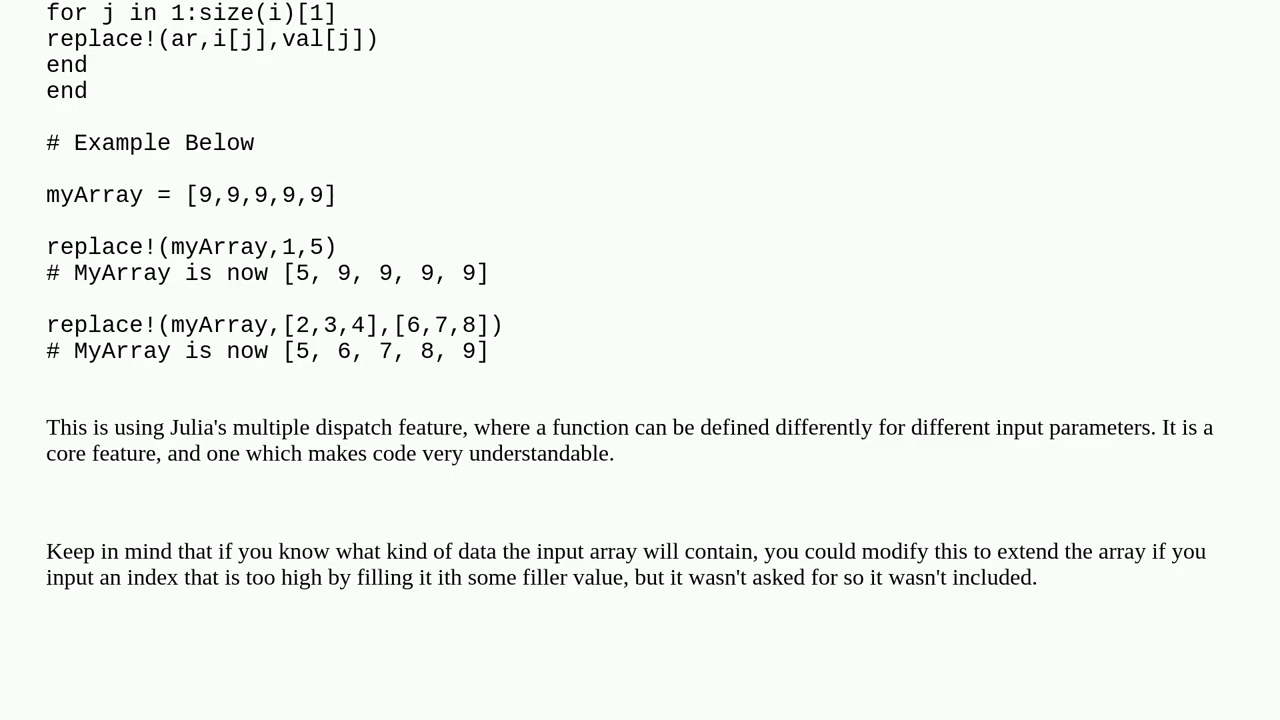 for j in 1:size(i)[1]
replace!(ar,i[j],val[j])
end
end
# Example Below
myArray = [9,9,9,9,9]
replace!(myArray,1,5)
# MyArray is now [5, 9, 9, 9, 9]
replace!(myArray,[2,3,4],[6,7,8])
# MyArray is now [5, 6, 7, 8, 9]
This is using Julia's multiple dispatch feature, where a function can be defined differently for different input parameters. It is a
core feature, and one which makes code very understandable.
Keep in mind that if you know what kind of data the input array will contain, you could modify this to extend the array if you
input an index that is too high by filling it ith some filler value, but it wasn't asked for so it wasn't included.